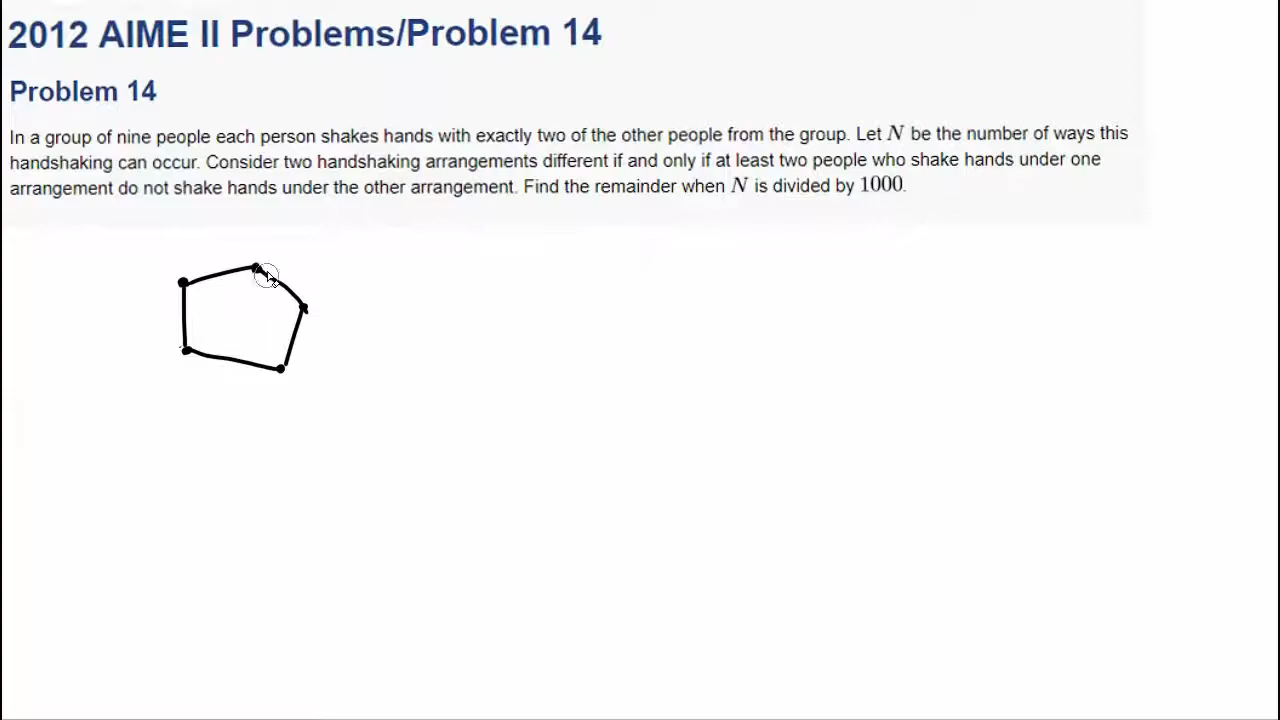 2012 AIME II Problems/Problem 14
Problem 14
In a group of nine people each person shakes hands with exactly two of the other people from the group. Let N be the number of ways this
handshaking can occur. Consider two handshaking arrangements different if and only if at least two people who shake hands under one
arrangement do not shake hands under the other arrangement. Find the remainder when N is divided by 1000.